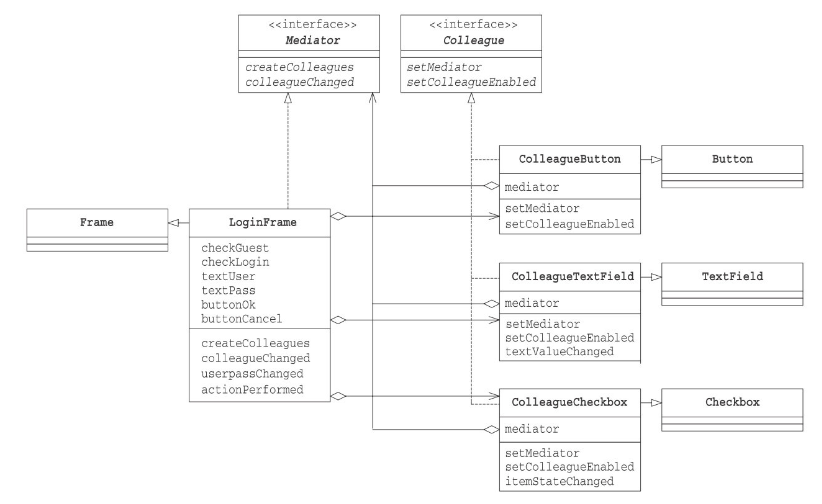 <<interface>>
Mediator
createColleagues
colleagueChanged
<<interface>>
Colleague
setMediator
setColleagueEnabled
ColleagueButton
mediator
setMediator
setColleagueEnabled
Button
Frame
LoginFrame
checkGuest
checkLogin
textUser
textPass
buttonOk
buttonCancel
createColleagues
colleagueChanged
userpassChanged
actionPerformed
ColleagueTextField
mediator
setMediator
setColleagueEnabled
textValueChanged
TextField
ColleagueCheckbox
mediator
setMediator
setColleagueEnabled
itemStateChanged
Checkbox